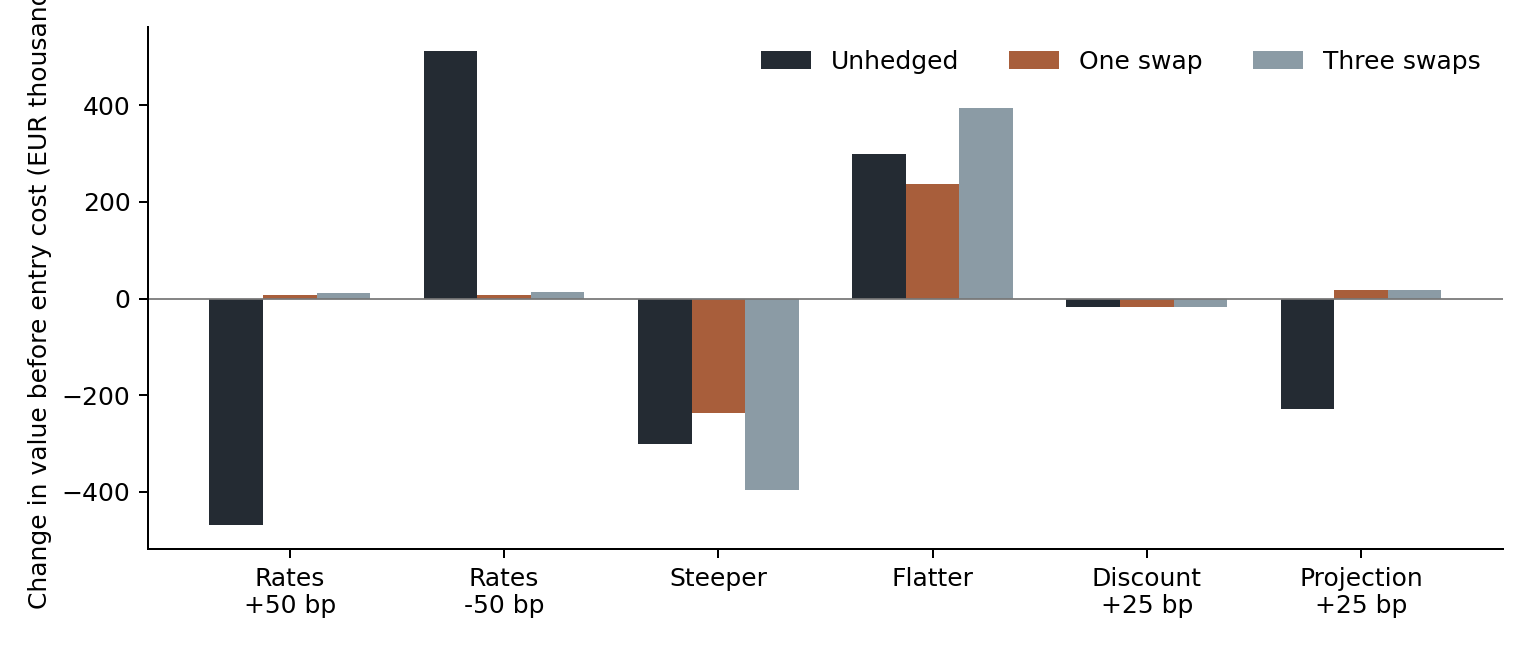 Change in value before entry cost (EUR thousand
400
200
0
−200
−400
Unhedged One swap Three swaps
Rates
+50 bp
Rates
-50 bp
Steeper
Flatter
Discount
+25 bp
Projection
+25 bp